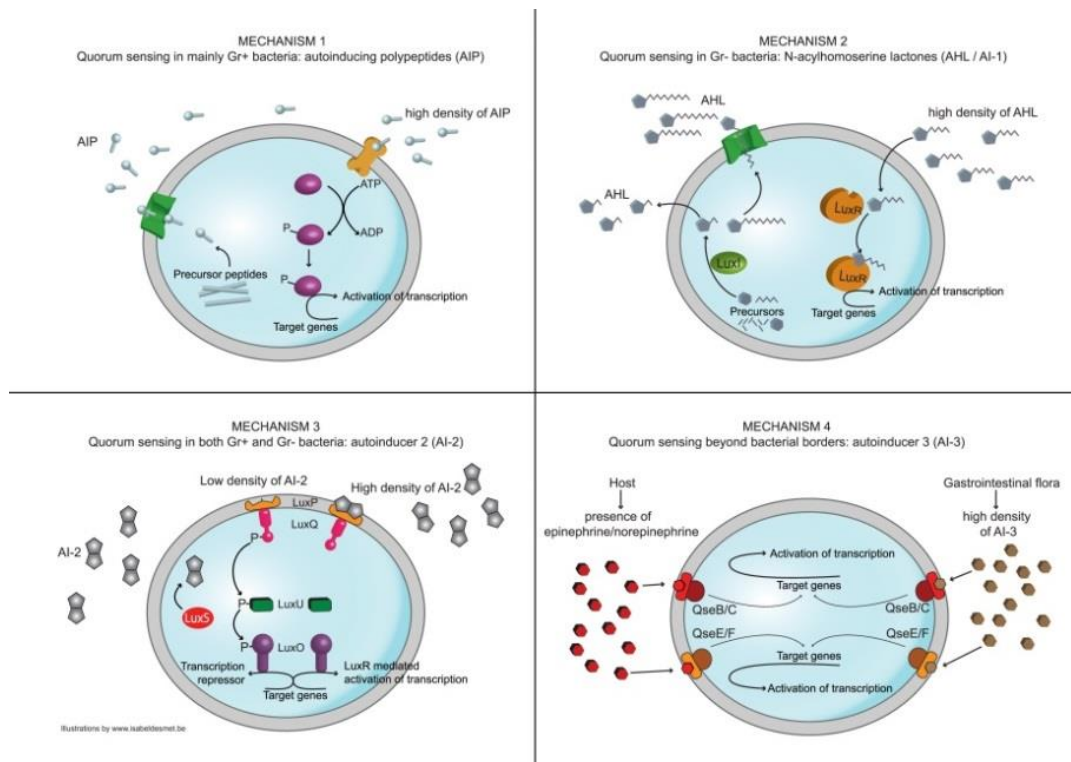 MECHANISM 1
Quorum sensing in mainly Gr+ bacteria: autoinducing polypeptides (AIP)
high density of AIP
AIP
ATP
P
ADP
P
Precursor peptides
Activation of transcription
Target genes
MECHANISM 2
Quorum sensing in Gr- bacteria: N-acylhomoserine lactones (AHL / AI-1)
AHL
high density of AHL
AHL
LuxR
LuxI
LuxR
Precursors
Activation of transcription
Target genes
MECHANISM 3
Quorum sensing in both Gr+ and Gr- bacteria: autoinducer 2 (AI-2)
Low density of AI-2
High density of AI-2
LuxP
LuxQ
P
AI-2
LuxS
P
LuxU
P
LuxO
Transcription
repressor
LuxR mediated
activation of transcription
Target genes
Illustrations by www.isabeldesmet.be
MECHANISM 4
Quorum sensing beyond bacterial borders: autoinducer 3 (AI-3)
Host
presence of
epinephrine/norepinephrine
Gastrointestinal flora
high density
of AI-3
Activation of transcription
Target genes
QseB/C
QseB/C
QseE/F
QseE/F
Target genes
Activation of transcription